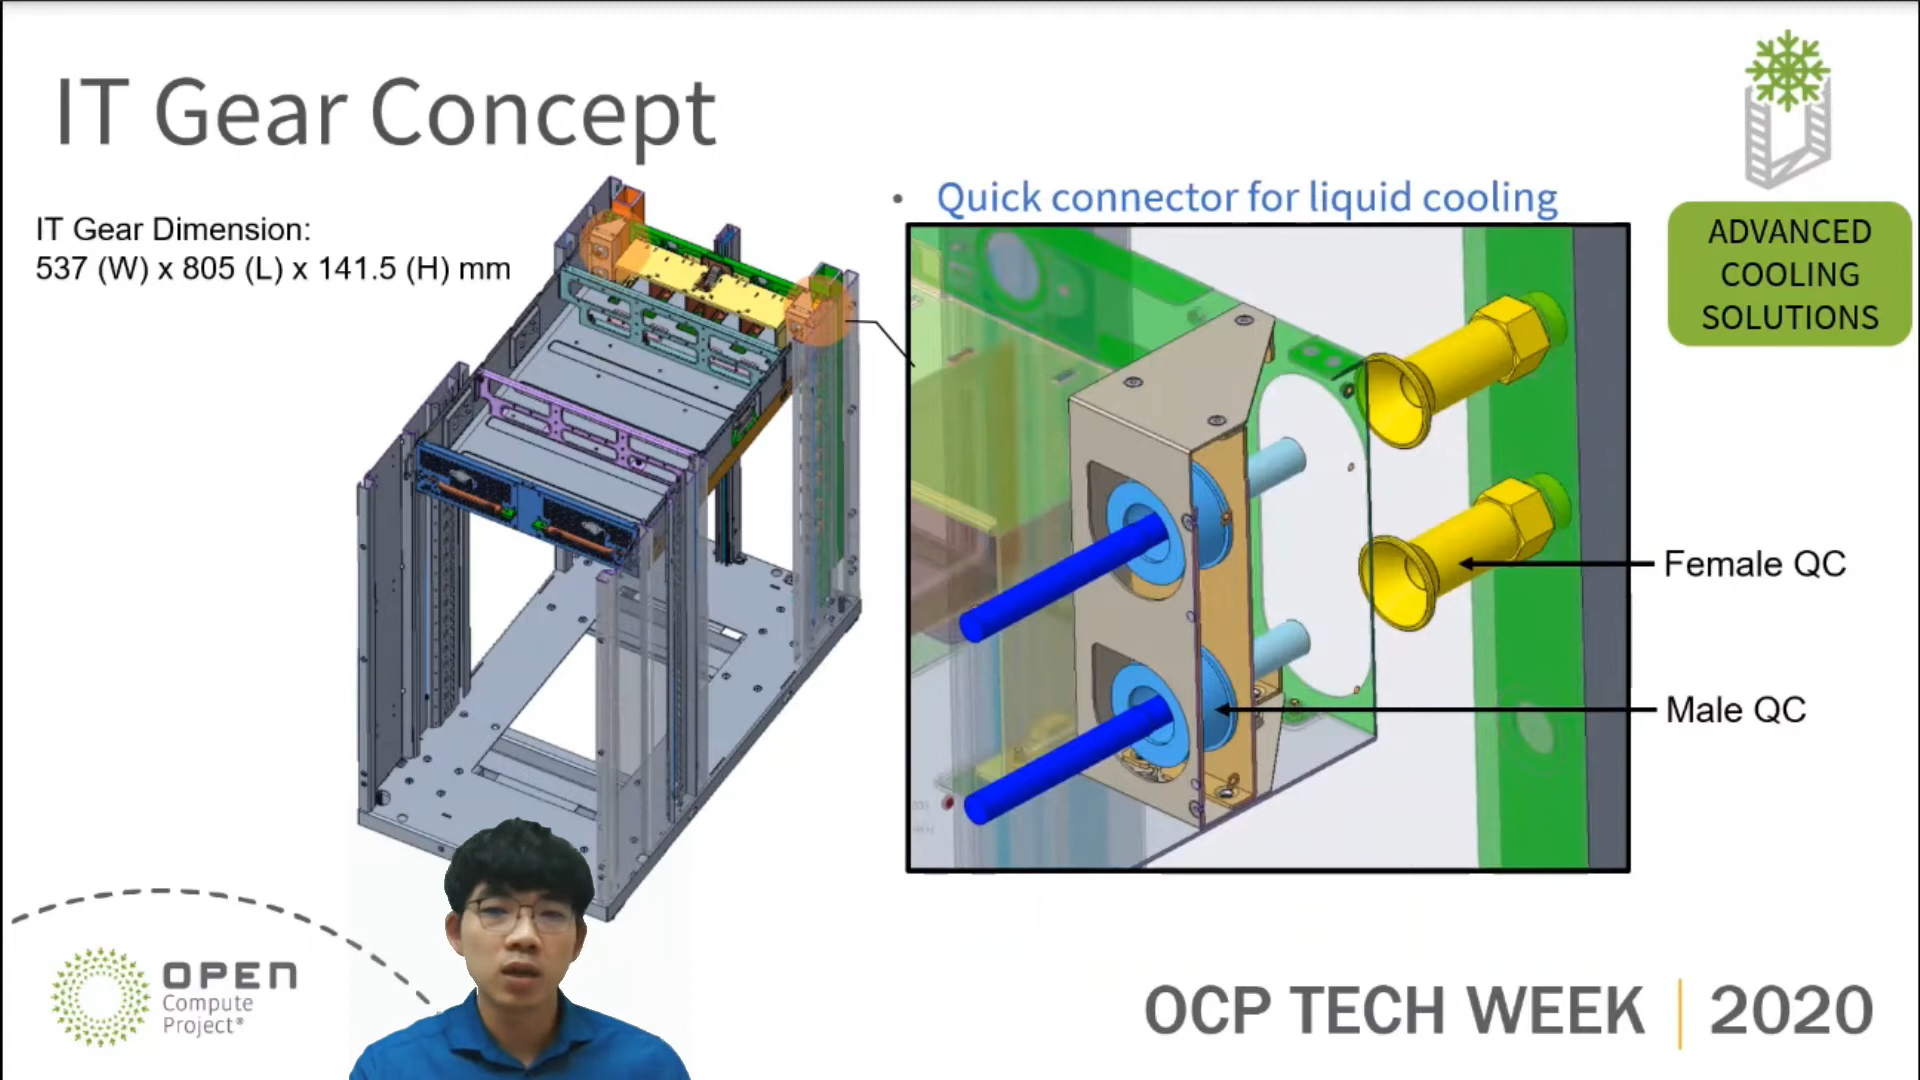 IT Gear Concept
IT Gear Dimension:
537 (W) x 805 (L) x 141.5 (H) mm
• Quick connector for liquid cooling
ADVANCED
COOLING
SOLUTIONS
Female QC
Male QC
OPEN
Compute
Project®
OCP TECH WEEK | 2020